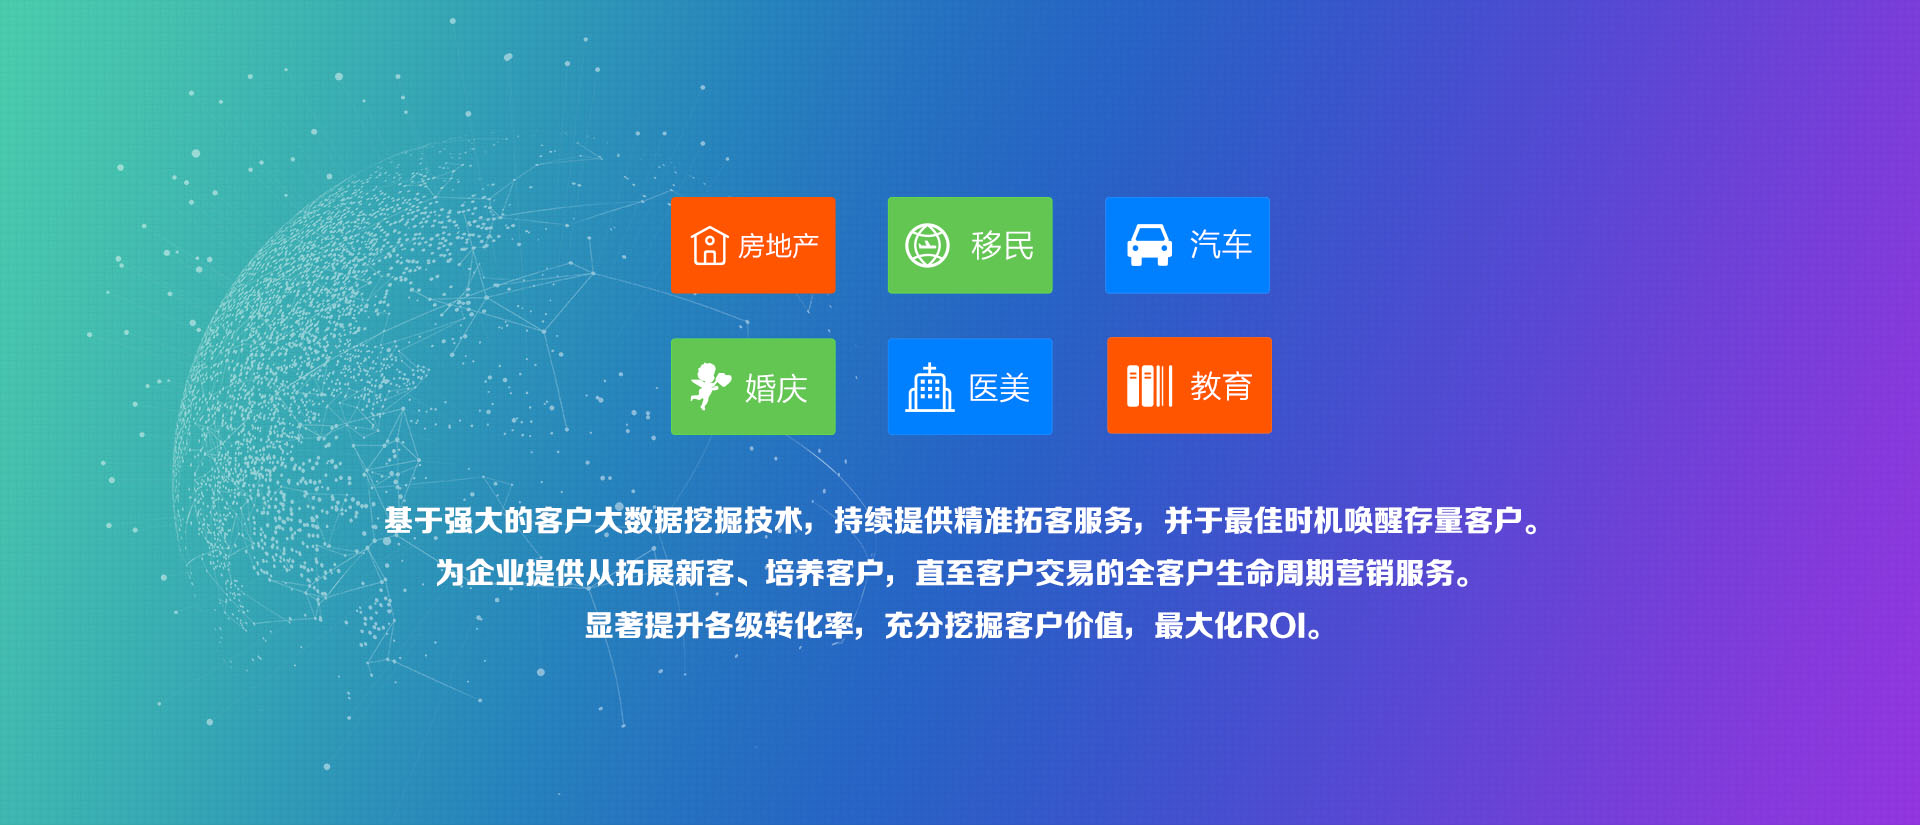 房地产 移民 汽车
婚庆 医美 教育
基于强大的客户大数据挖掘技术，持续提供精准拓客服务，并于最佳时机唤醒存量客户。
为企业提供从拓展新客、培养客户，直至客户交易的全客户生命周期营销服务。
显著提升各级转化率，充分挖掘客户价值，最大化ROI。